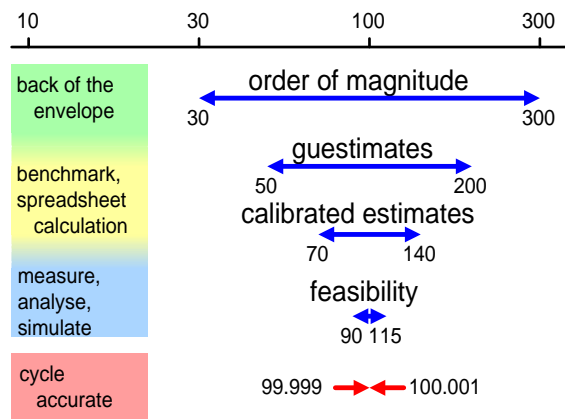 10 30 100 300
back of the
envelope
order of magnitude
30 300
guestimates
50 200
benchmark,
spreadsheet
calculation
calibrated estimates
70 140
measure,
analyse,
simulate
feasibility
90 115
cycle
accurate
99.999 100.001